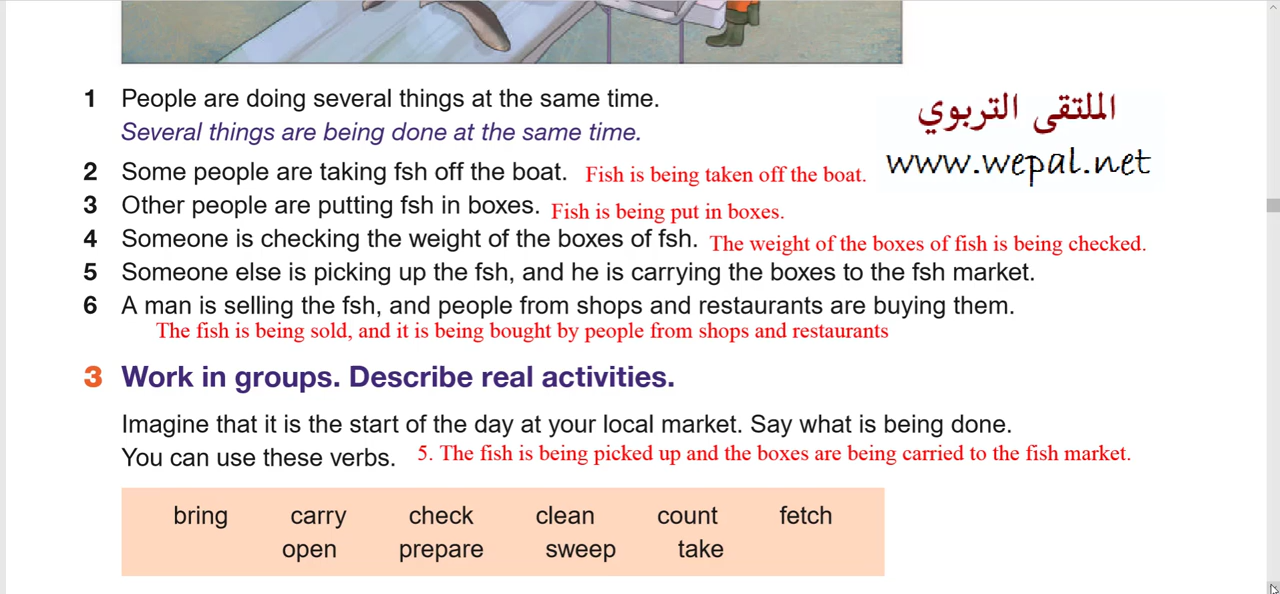 1 People are doing several things at the same time.
Several things are being done at the same time.
الملتقى التربوي
www.wepal.net
2 Some people are taking fsh off the boat. Fish is being taken off the boat.
3 Other people are putting fsh in boxes. Fish is being put in boxes.
4 Someone is checking the weight of the boxes of fsh. The weight of the boxes of fish is being checked.
5 Someone else is picking up the fsh, and he is carrying the boxes to the fsh market.
6 A man is selling the fsh, and people from shops and restaurants are buying them.
The fish is being sold, and it is being bought by people from shops and restaurants
3 Work in groups. Describe real activities.
Imagine that it is the start of the day at your local market. Say what is being done.
You can use these verbs. 5. The fish is being picked up and the boxes are being carried to the fish market.
bring carry check clean count fetch
open prepare sweep take